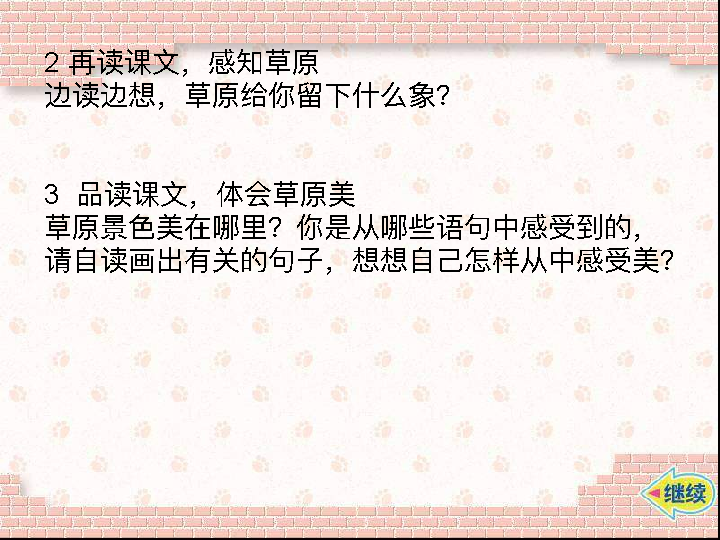 2 再读课文，感知草原
边读边想，草原给你留下什么象？
3 品读课文，体会草原美
草原景色美在哪里？你是从哪些语句中感受到的，
请自读画出有关的句子，想想自己怎样从中感受美？
继续